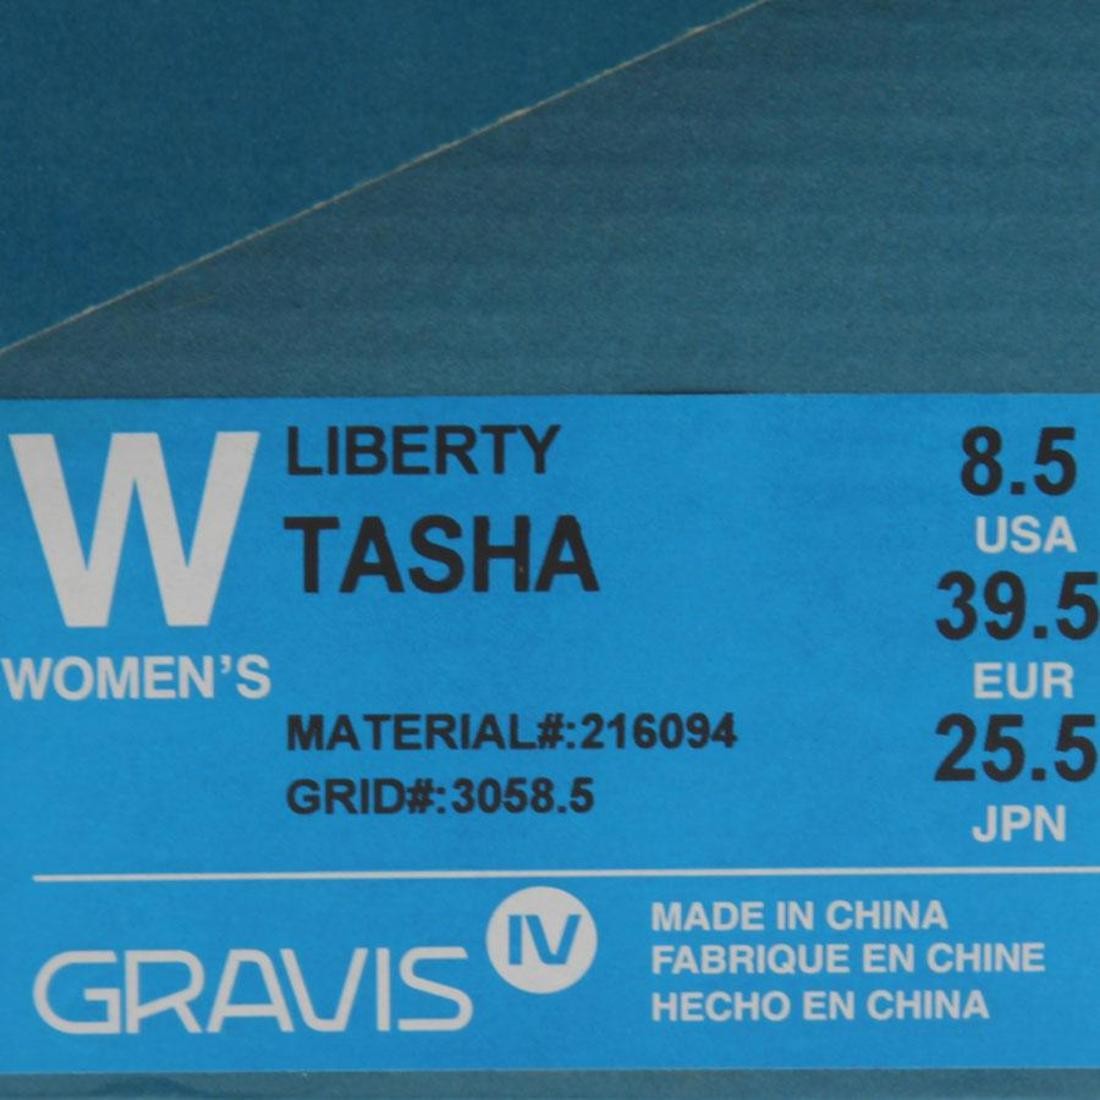 W
WOMEN'S
LIBERTY
TASHA
MATERIAL#:216094
GRID#:3058.5
8.5
USA
39.5
EUR
25.5
JPN
GRAVIS
IV
MADE IN CHINA
FABRIQUE EN CHINE
HECHO EN CHINA